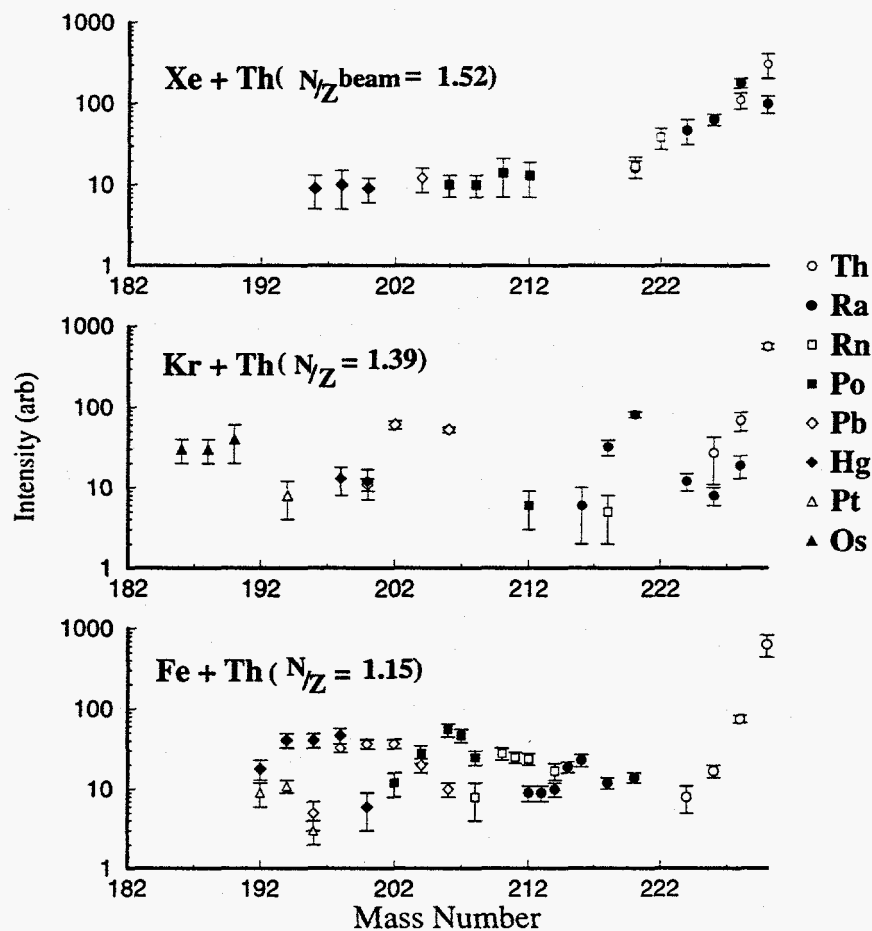 1000
Xe + Th( N/Z beam = 1.52)
100
10
1
182 192 202 212 222
1000
Kr + Th( N/Z = 1.39)
100
10
1
182 192 202 212 222
1000
Fe + Th( N/Z = 1.15)
100
10
1
182 192 202 212 222
Mass Number
Intensity (arb)
Th
Ra
Rn
Po
Pb
Hg
Pt
Os